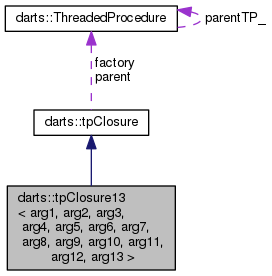 darts::ThreadedProcedure
parentTP_
factory
parent
darts::tpClosure
darts::tpClosure13
< arg1, arg2, arg3,
arg4, arg5, arg6, arg7,
arg8, arg9, arg10, arg11,
arg12, arg13 >